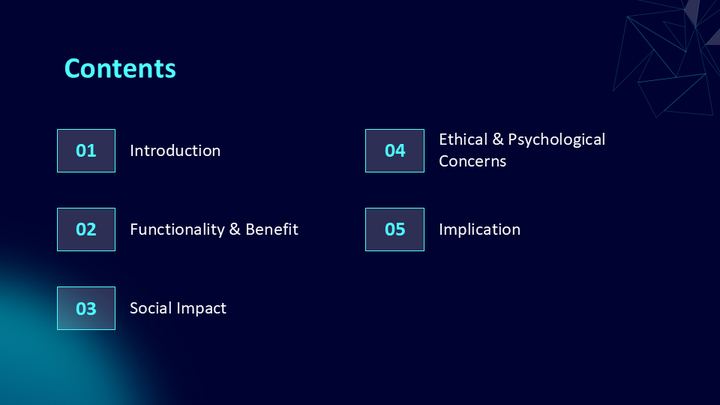 Contents
01
Introduction
02
Functionality & Benefit
03
Social Impact
04
Ethical & Psychological
Concerns
05
Implication